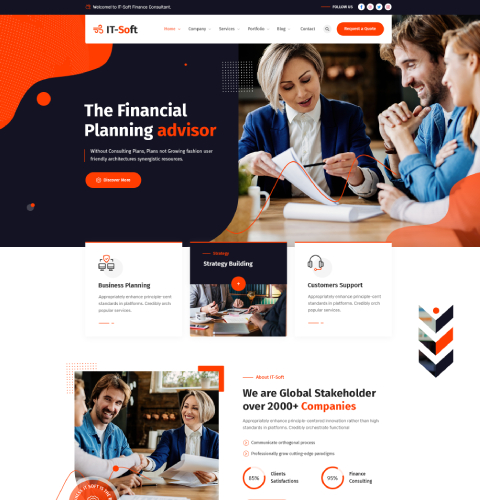 Welcome to IT-Soft Finance Consultant.
FOLLOW US
IT-Soft
Home
Company
Services
Portfolio
Blog
Contact
Request a Quote
The Financial
Planning advisor
Without Consulting Plans, Plans not Growing fashion user
friendly architectures synergistic resources.
Discover Now
Business Planning
Appropriately enhance principle-cent
standards in platforms. Credibly orch
popular services.
Strategy
Strategy Building
Customers Support
Appropriately enhance principle-cent
standards in platforms. Credibly orch
popular services.
About IT-Soft
We are Global Stakeholder
over 2000+ Companies
Appropriately enhance principle-centered innovation rather than high
standards in platforms. Credibly orchestrate functional
Communicate orthogonal process
Professionally grow cutting-edge paradigms
85%
Clients
Satisfactions
95%
Finance
Consulting